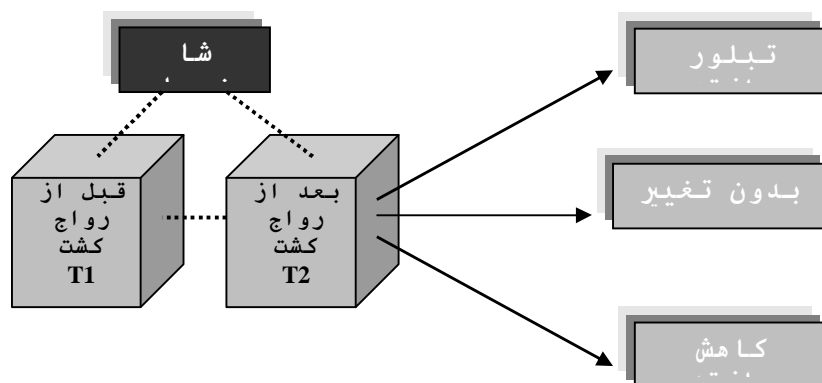 شا
تبلور
بدون تغییر
قبل از
رواج
کشت
T1
بعد از
رواج
کشت
T2
کاهش